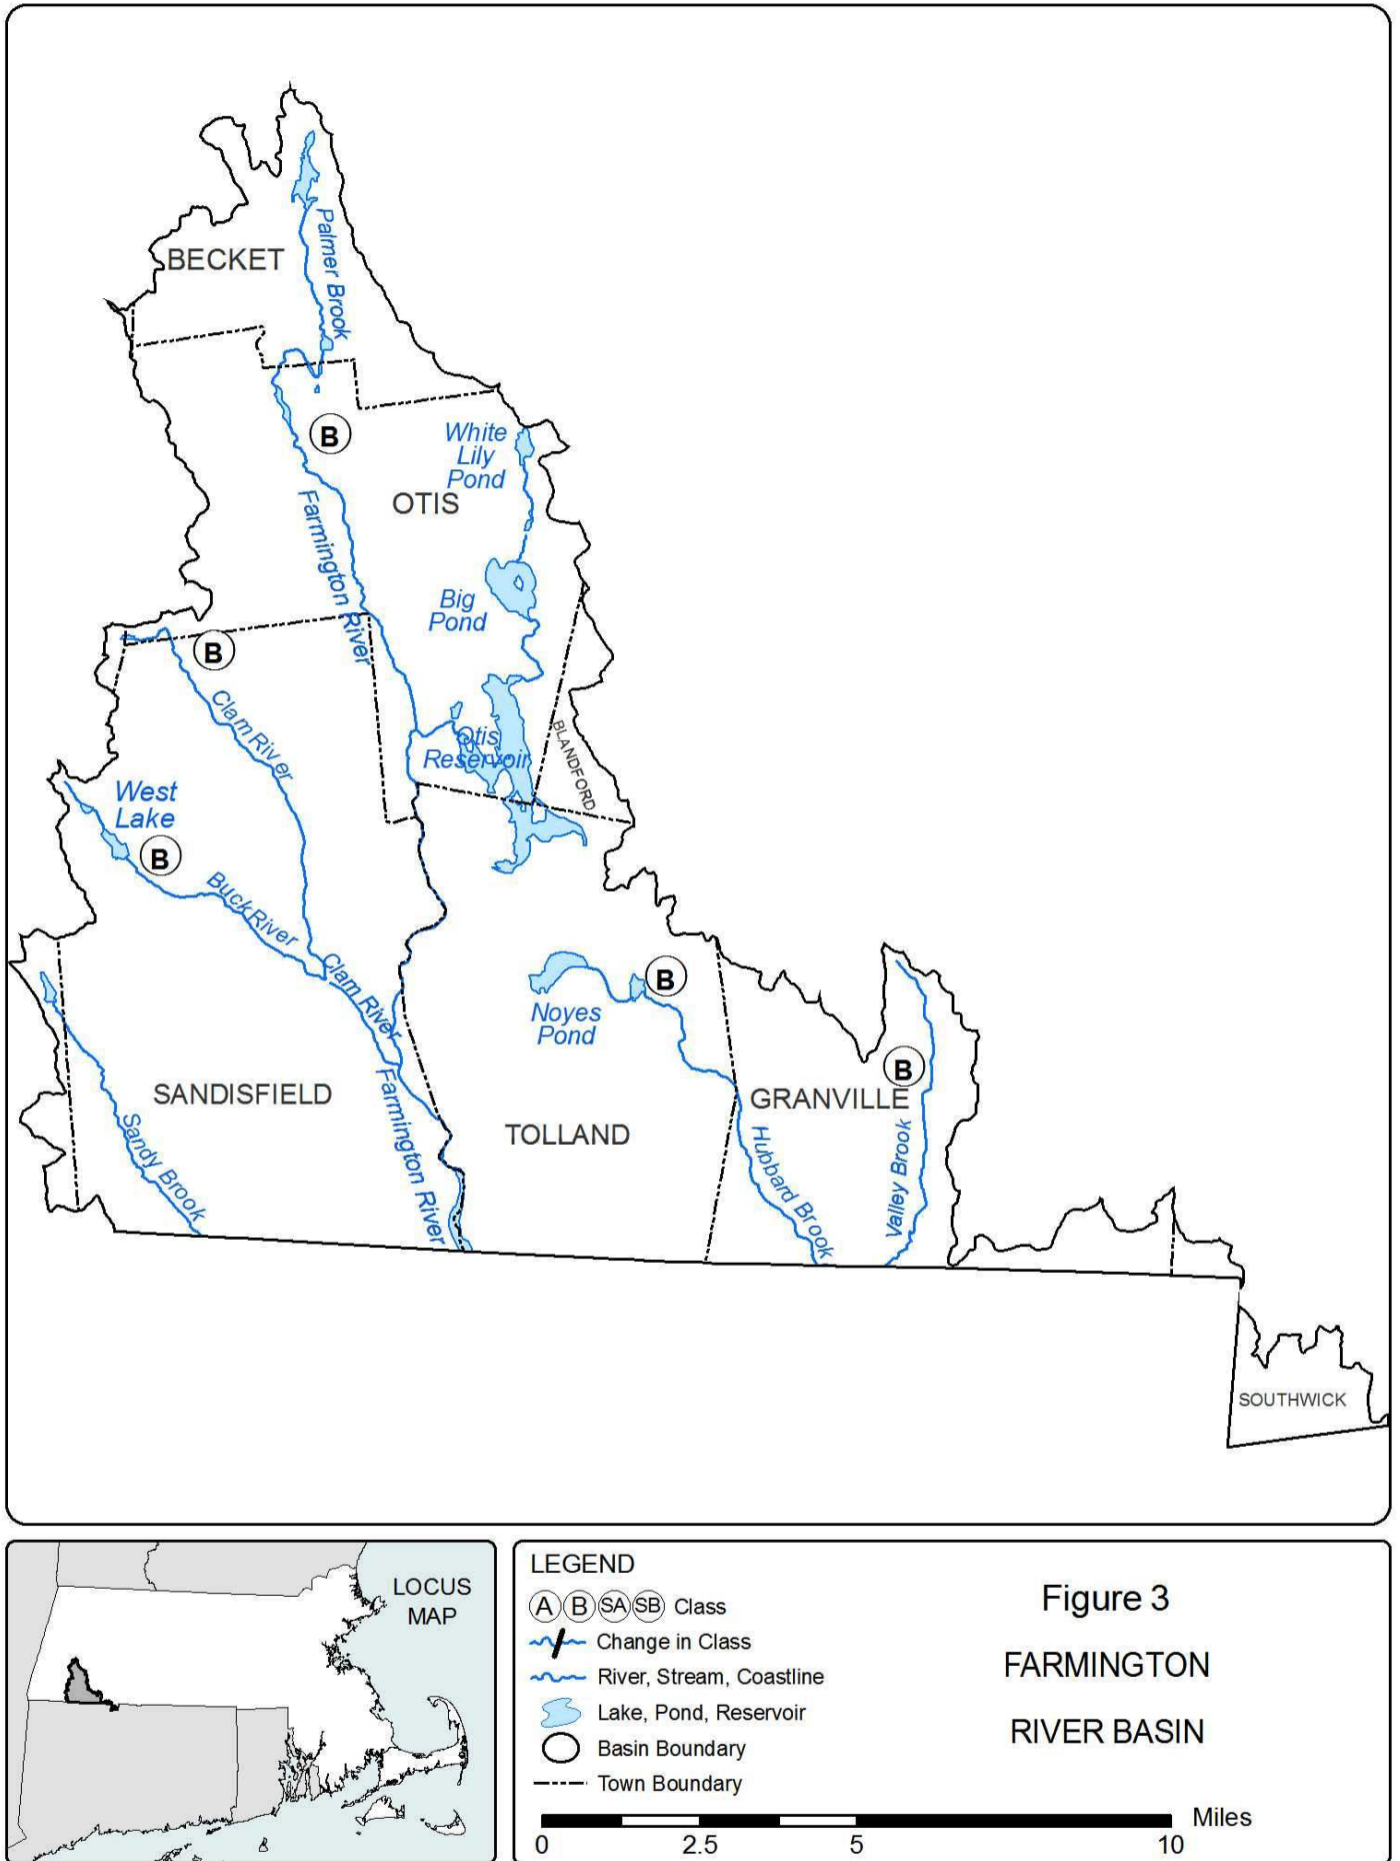 Palmer Brook
BECKET
B
White
Lily
Pond
OTIS
Farmington River
Big
Pond
B
Clam River
Otis
Reservoir
BLANDFORD
West
Lake
B
Buck River
Clam River
B
Noyes
Pond
B
SANDISFIELD
GRANVILLE
TOLLAND
Sandy Brook
Farmington River
Hubbard Brook
Valley Brook
SOUTHWICK
LOCUS
MAP
LEGEND
A B SA SB Class
Change in Class
River, Stream, Coastline
Lake, Pond, Reservoir
Basin Boundary
Town Boundary
0 2.5 5 10 Miles
Figure 3
FARMINGTON
RIVER BASIN